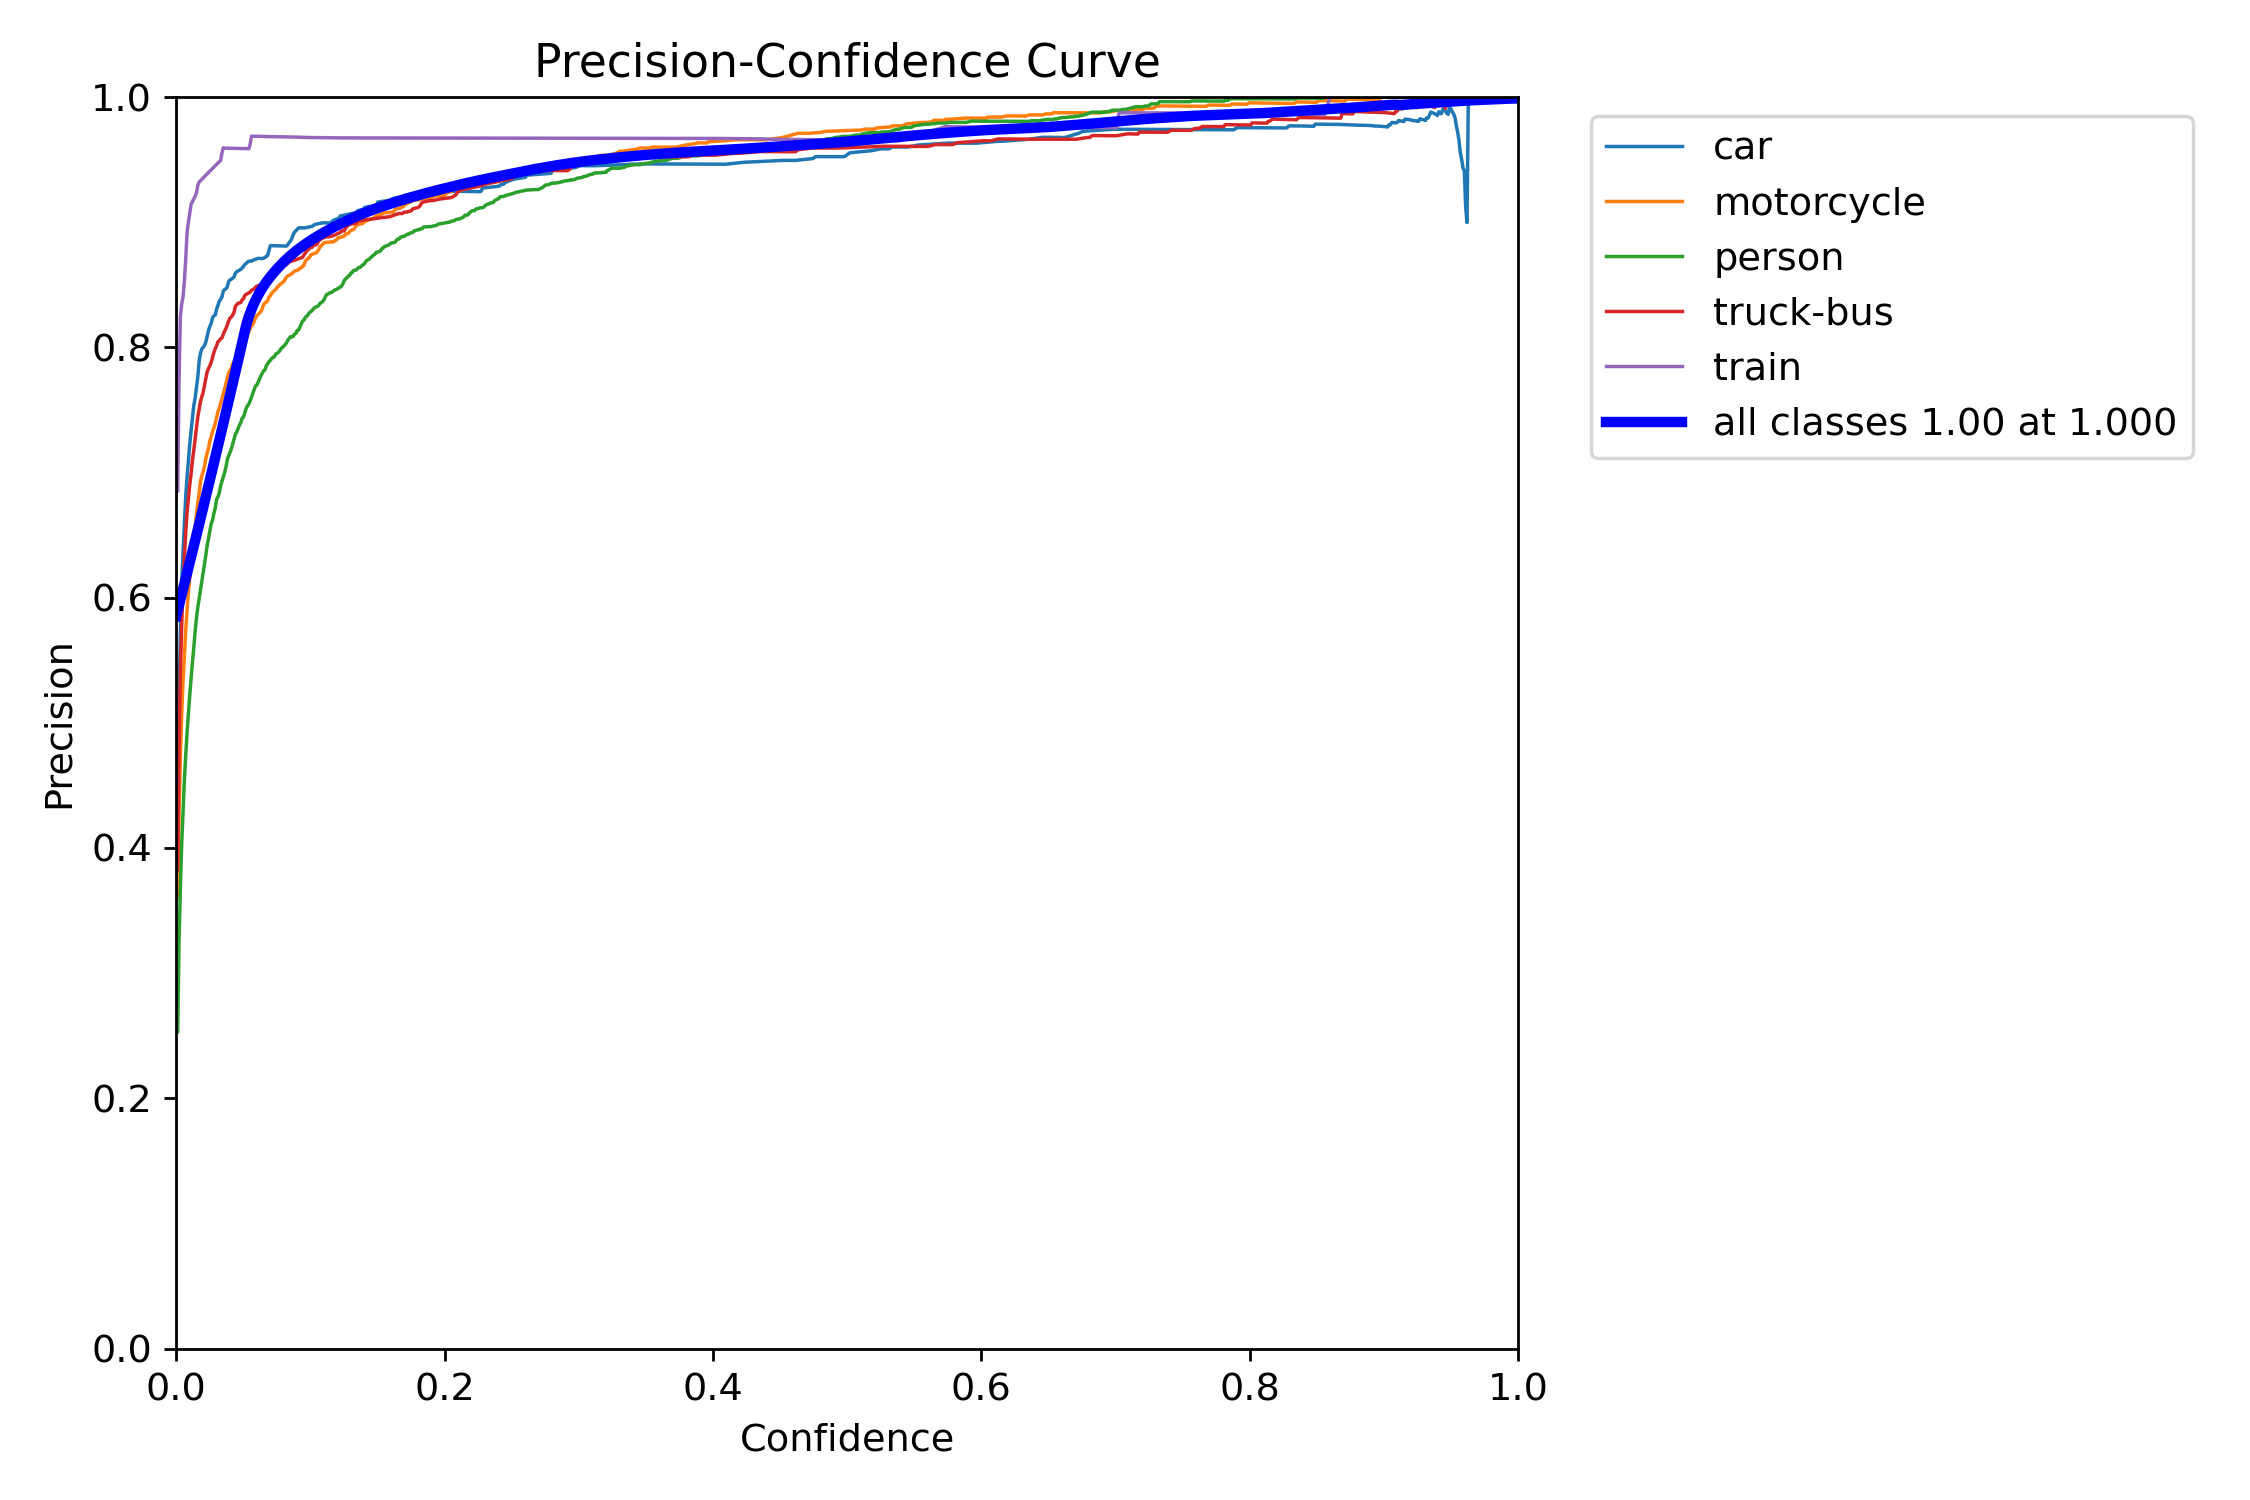 Precision-Confidence Curve
1.0
0.8
0.6
0.4
0.2
0.0
Precision
0.0 0.2 0.4 0.6 0.8 1.0
Confidence
car
motorcycle
person
truck-bus
train
all classes 1.00 at 1.000